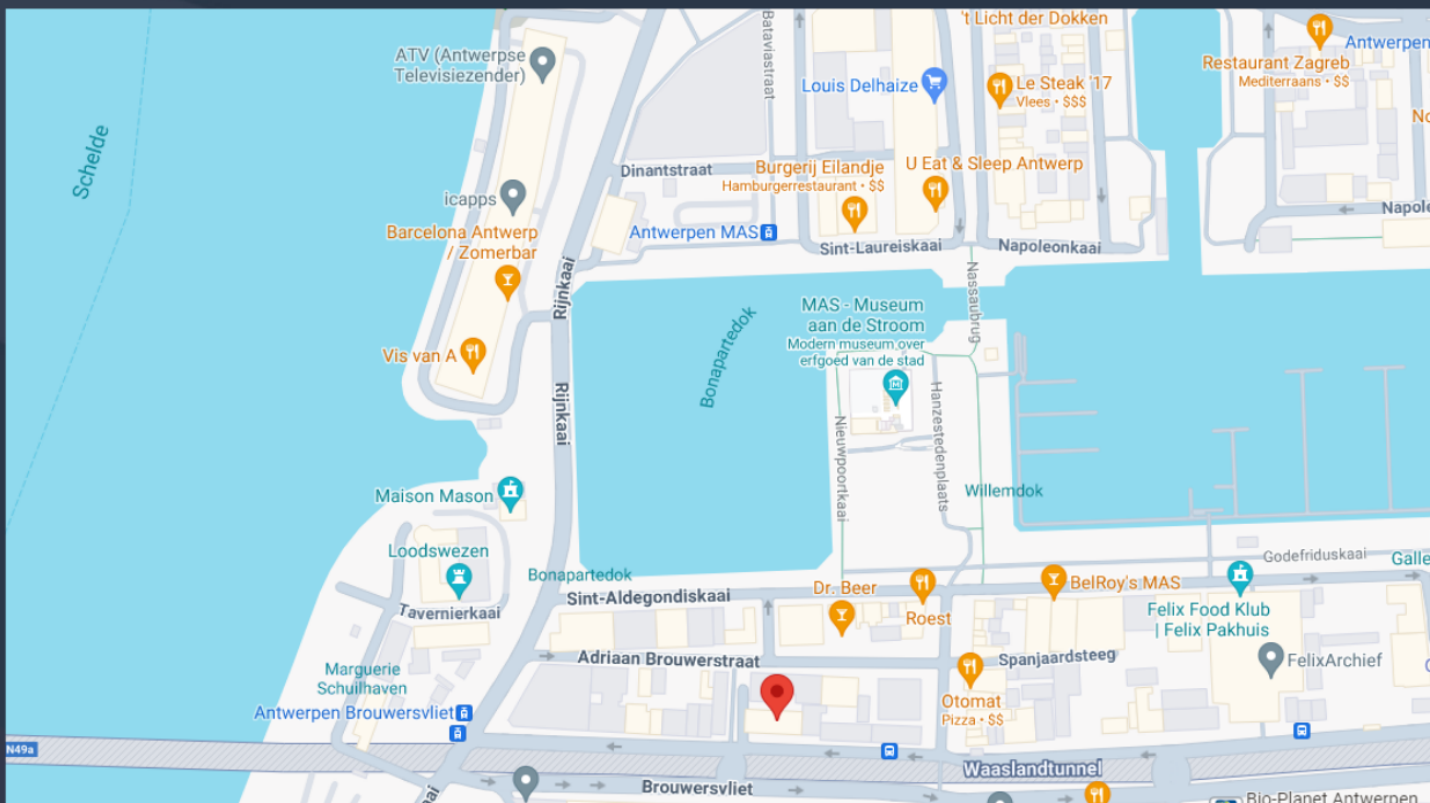 't Licht der Dokken
Antwerpen
ATV (Antwerpse
Televisiezender)
Bataviastraat
Louis Delhaize
Le Steak '17
Vlees • $$$
Restaurant Zagreb
Mediterraans • $$
Schelde
Dinantstraat
Burgerij Eilandje
Hamburgerrestaurant • $$
U Eat & Sleep Antwerp
icapps
Barcelona Antwerp
/ Zomerbar
Antwerpen MAS
Sint-Laureiskaai
Napoleonkaai
Rijnkaai
Nassaubrug
MAS - Museum
aan de Stroom
Modern museum over
erfgoed van de stad
Bonapartedok
Vis van A
Rijnkaai
Nieuwpoortkaai
Hanzestedenplaats
Maison Mason
Willemdok
Loodswezen
Bonapartedok
Godefriduskaai
Tavernierkaai
Sint-Aldegondiskaai
Dr. Beer
Roest
BelRoy's MAS
Felix Food Klub
| Felix Pakhuis
Adriaan Brouwerstraat
Spanjaardsteeg
FelixArchief
Marguerie
Schuilhaven
Otomat
Pizza • $$
Antwerpen Brouwersvliet
N49a
Waaslandtunnel
Brouwersvliet
Bio-Planet Antwerpen